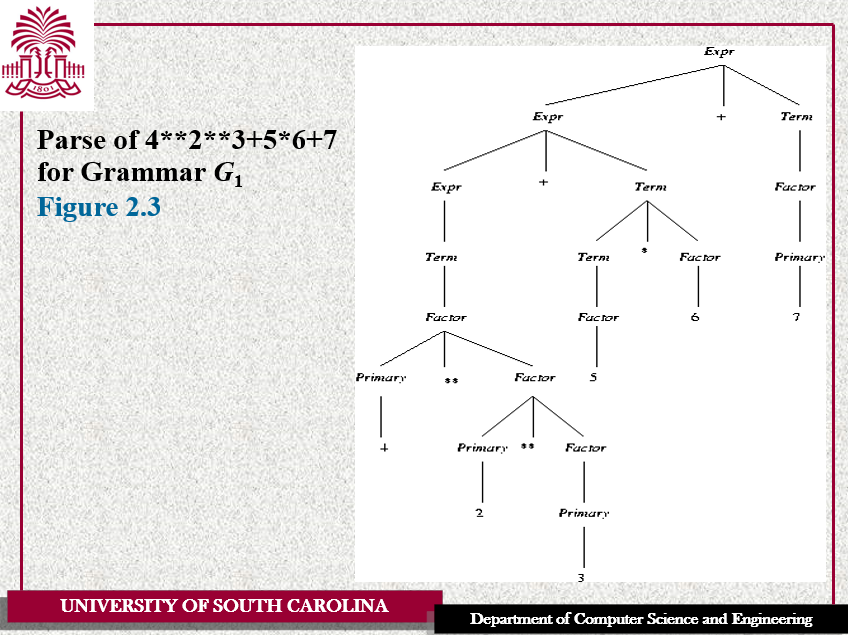 1801
Parse of 4**2**3+5*6+7
for Grammar G1
Figure 2.3
Expr
Expr + Term
Expr + Term Factor
Term Term * Factor Primary
Factor Factor 6 7
Primary ** Factor 5
+ Primary ** Factor
2 Primary
3
UNIVERSITY OF SOUTH CAROLINA
Department of Computer Science and Engineering